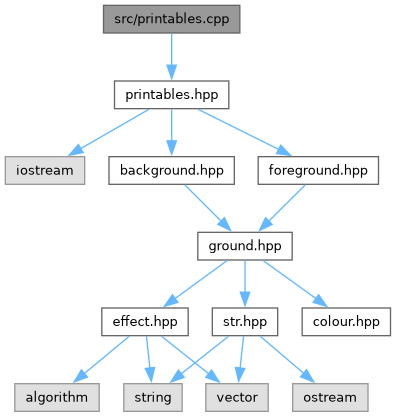 src/printables.cpp
printables.hpp
iostream
background.hpp
foreground.hpp
ground.hpp
effect.hpp
str.hpp
colour.hpp
algorithm
string
vector
ostream